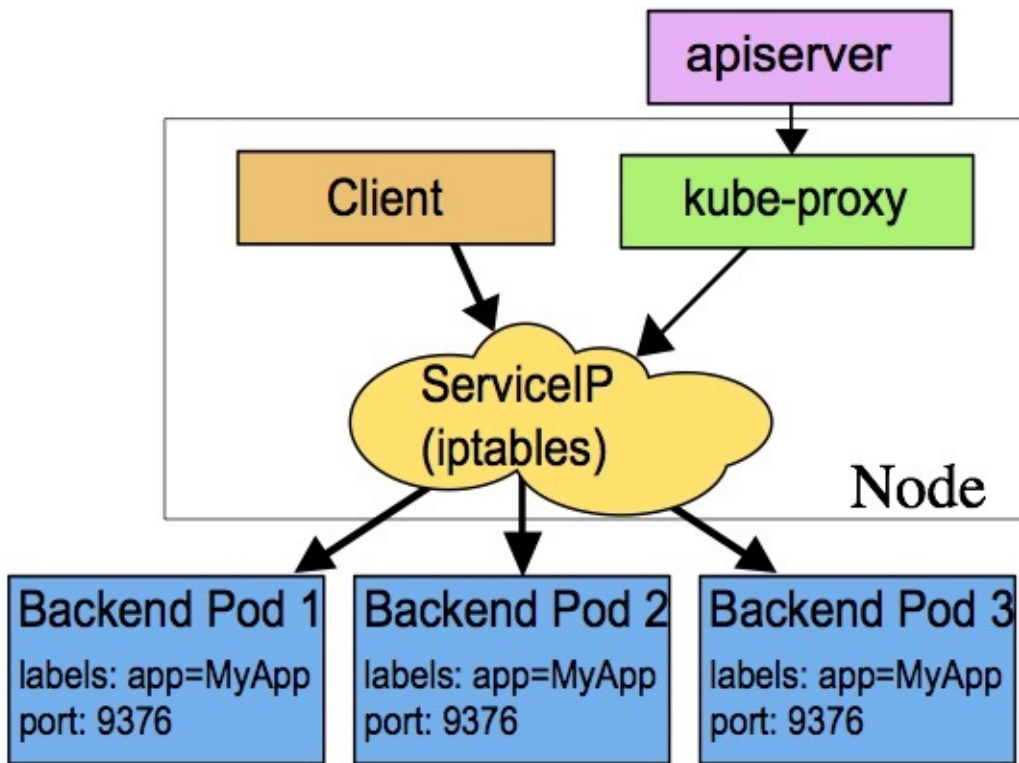 apiserver
Client
kube-proxy
ServiceIP
(iptables)
Node
Backend Pod 1
labels: app=MyApp
port: 9376
Backend Pod 2
labels: app=MyApp
port: 9376
Backend Pod 3
labels: app=MyApp
port: 9376